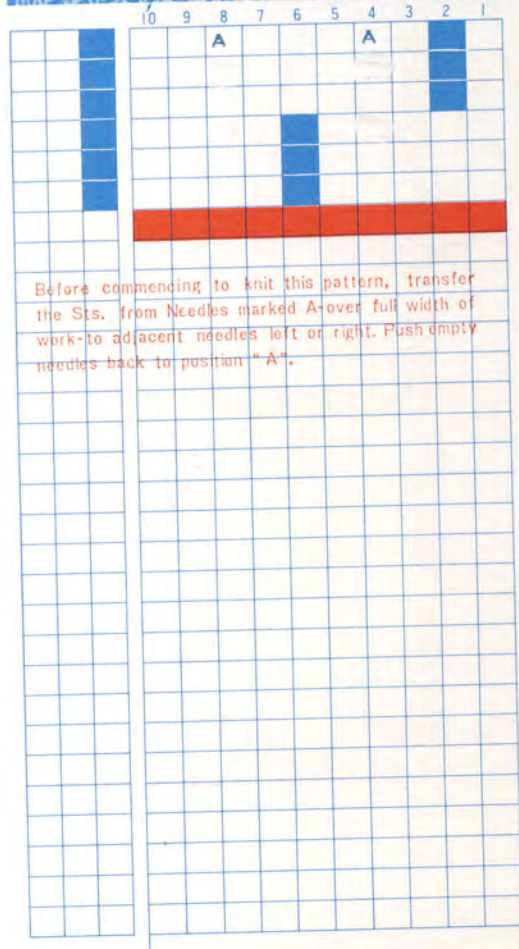 10 9 8 7 6 5 4 3 2 1
A A
Before commencing to knit this pattern, transfer
the Sts. from Needles marked A-over full width of
work-to adjacent needles left or right. Push empty
needles back to position "A".